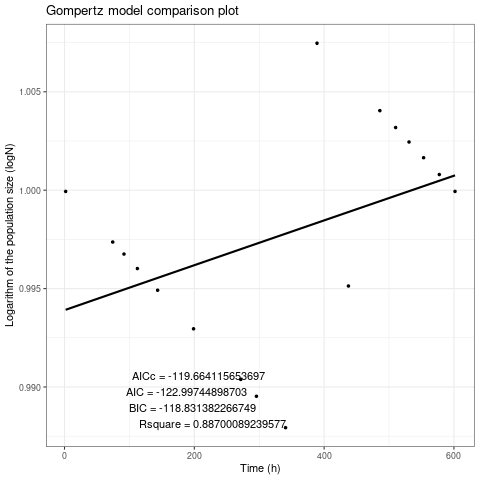 Gompertz model comparison plot
Logarithm of the population size (logN)
1.005
1.000
0.995
0.990
AICc = -119.664115653697
AIC = -122.99744898703
BIC = -118.831382266749
Rsquare = 0.88700089239577
0 200 400 600
Time (h)